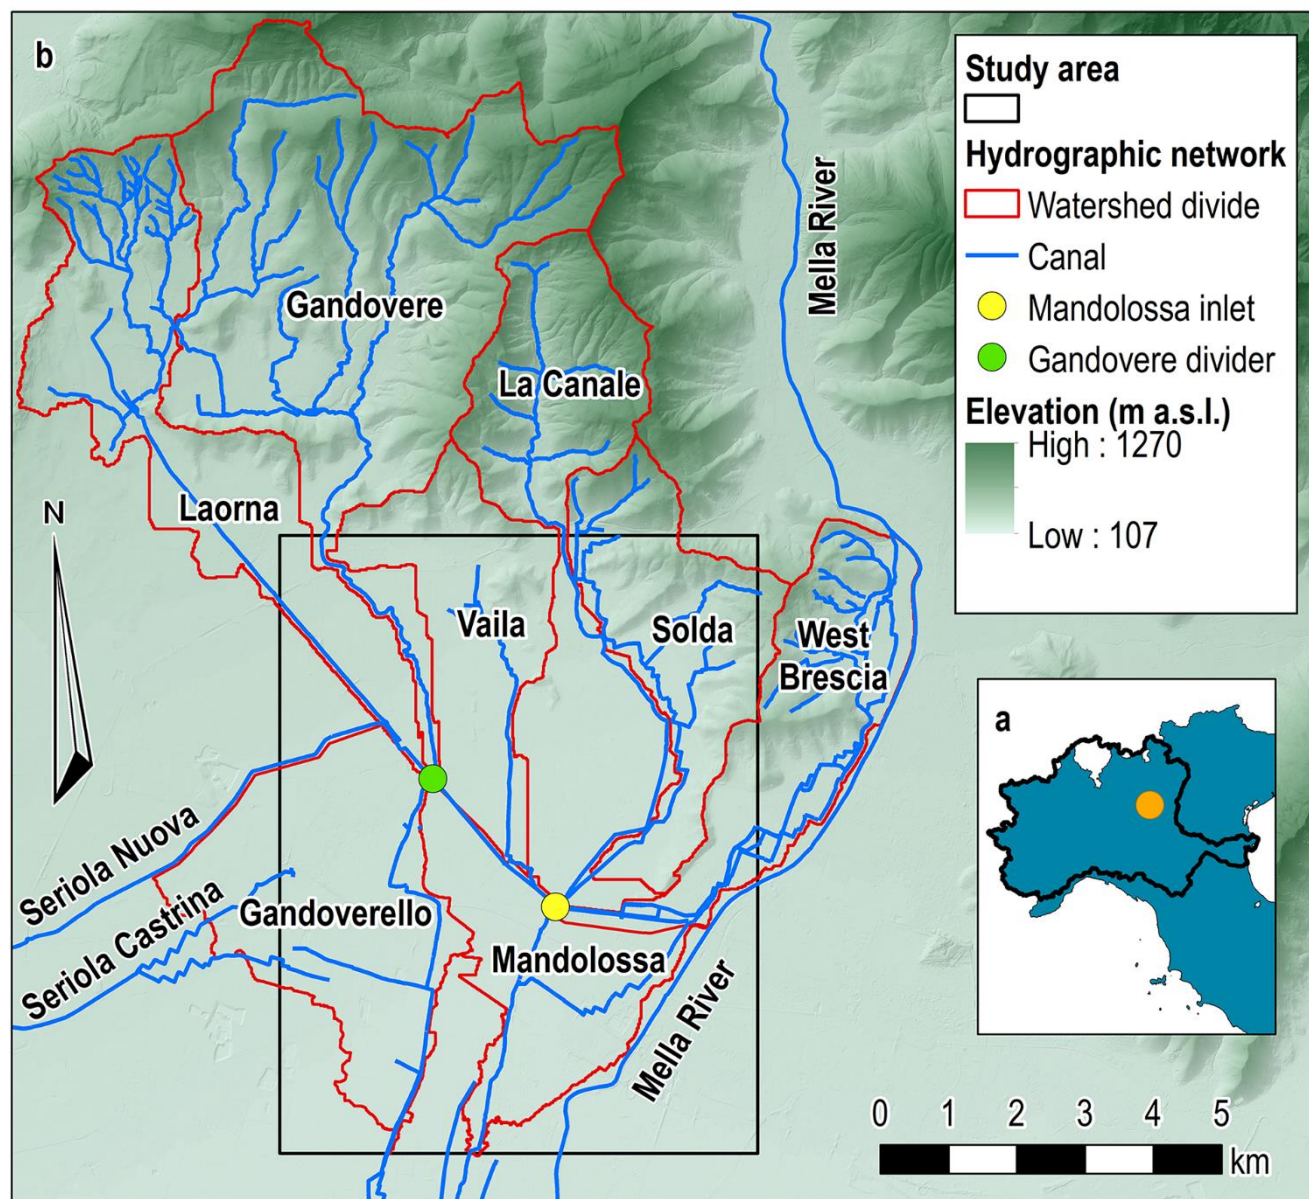 b
Study area
Hydrographic network
Watershed divide
Canal
Mandolossa inlet
Gandovere divider
Elevation (m a.s.l.)
High : 1270
Low : 107
Mella River
Gandovere
La Canale
Laorna
N
Vaila
Solda
West
Brescia
a
Seriola Nuova
Seriola Castrina
Gandoverello
Mandolossa
Mella River
0 1 2 3 4 5
km